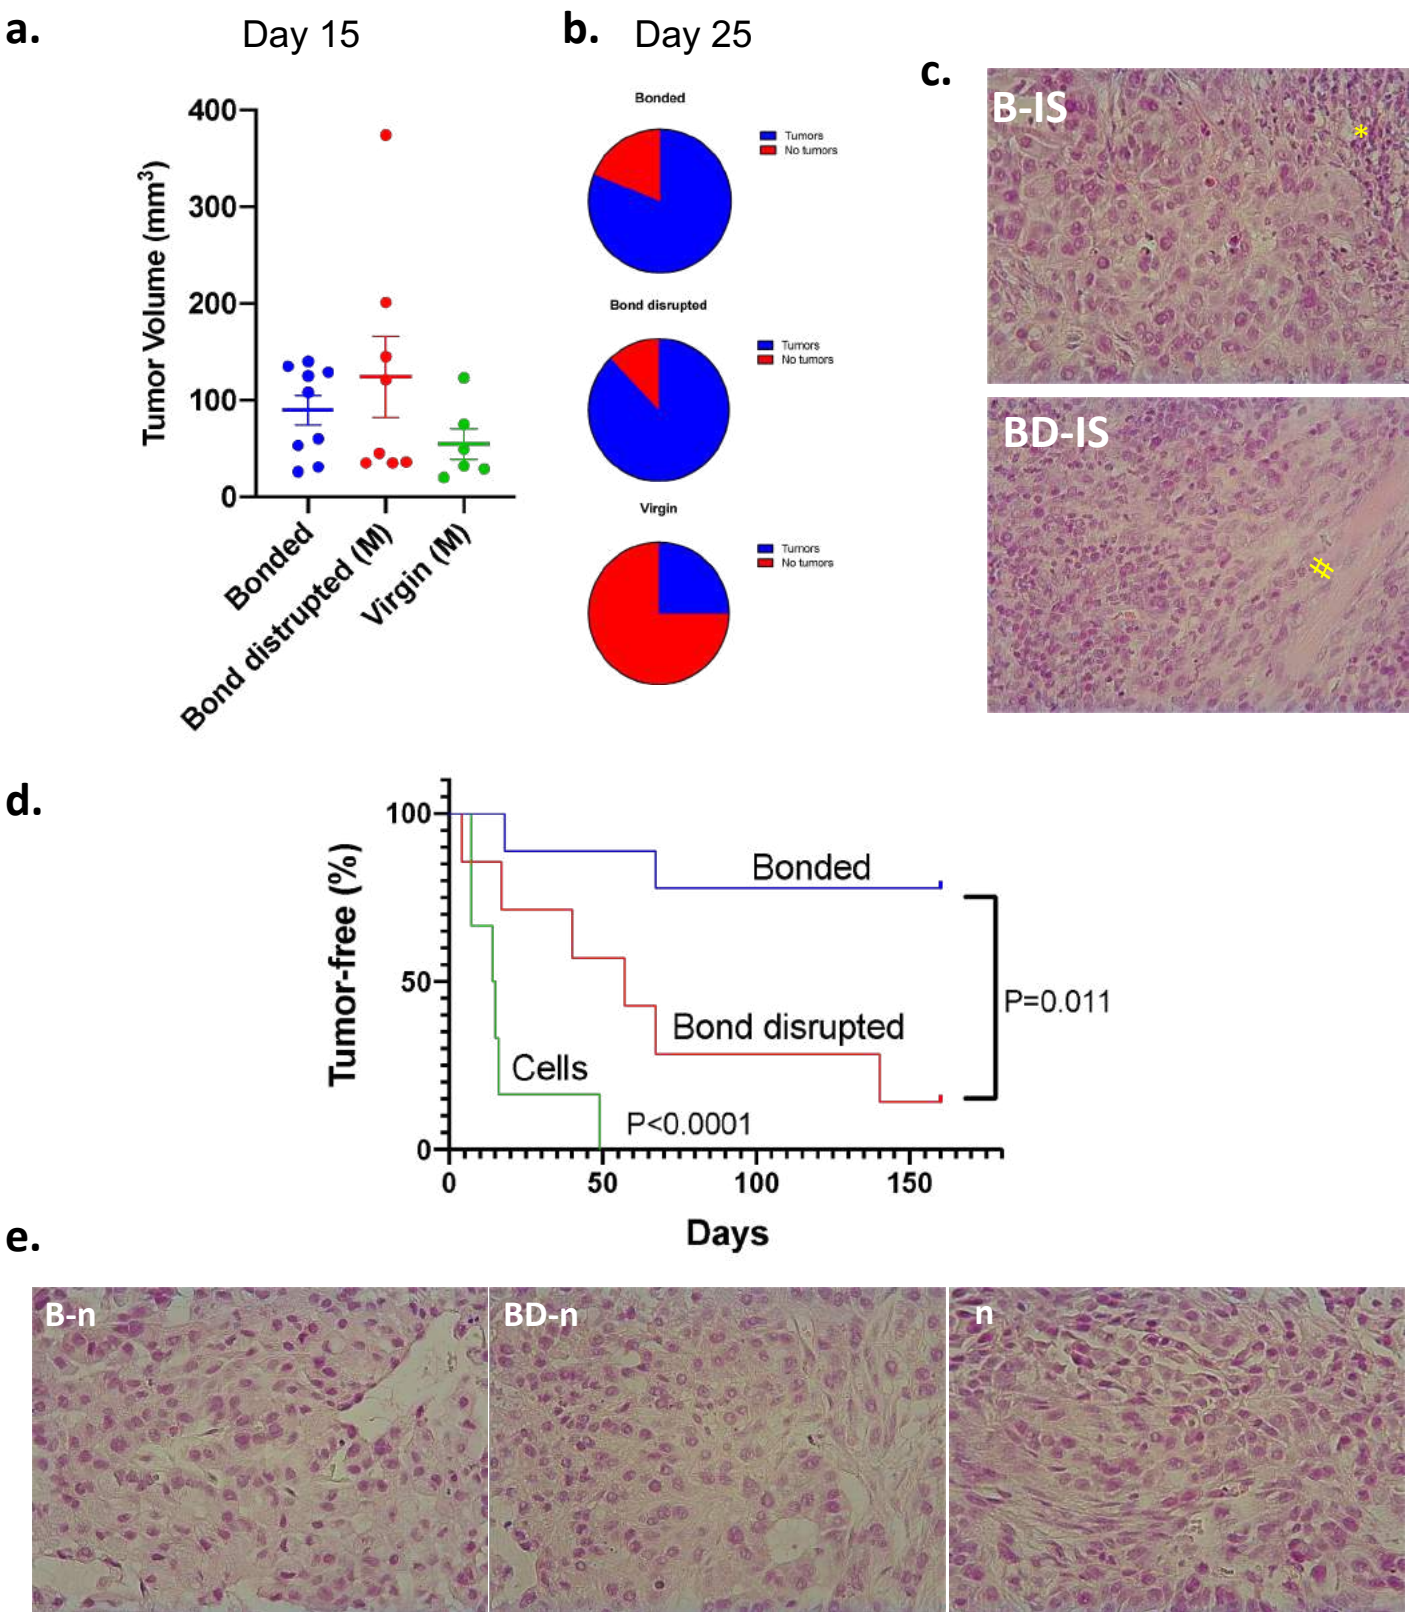 a.
Day 15
Tumor Volume (mm³)
400
300
200
100
0
Bonded
Bond distrupted (M)
Virgin (M)
b.
Day 25
Bonded
Tumors
No tumors
Bond disrupted
Tumors
No tumors
Virgin
Tumors
No tumors
c.
B-IS
*
BD-IS
#
d.
Tumor-free (%)
100
50
0
Bonded
Bond disrupted
Cells
P<0.0001
P=0.011
0
50
100
150
Days
e.
B-n
BD-n
n